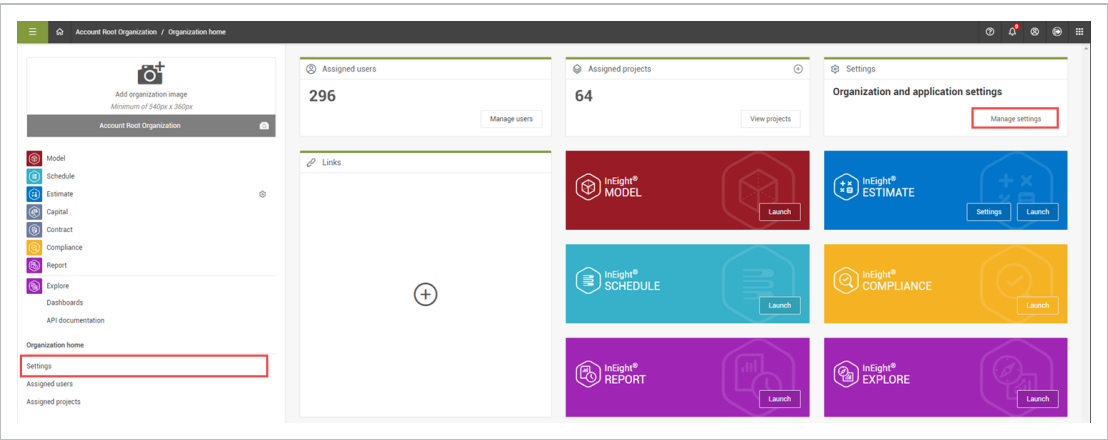 Account Root Organization / Organization home
Add organization image
Minimum of 540px x 360px
Account Root Organization
Model
Schedule
Estimate
Capital
Contract
Compliance
Report
Explore
Dashboards
API documentation
Organization home
Settings
Assigned users
Assigned projects
Assigned users
296
Manage users
Assigned projects
64
View projects
Settings
Organization and application settings
Manage settings
Links
InEight®
MODEL
Launch
InEight®
ESTIMATE
Settings Launch
InEight®
SCHEDULE
Launch
InEight®
COMPLIANCE
Launch
InEight®
REPORT
Launch
InEight®
EXPLORE
Launch